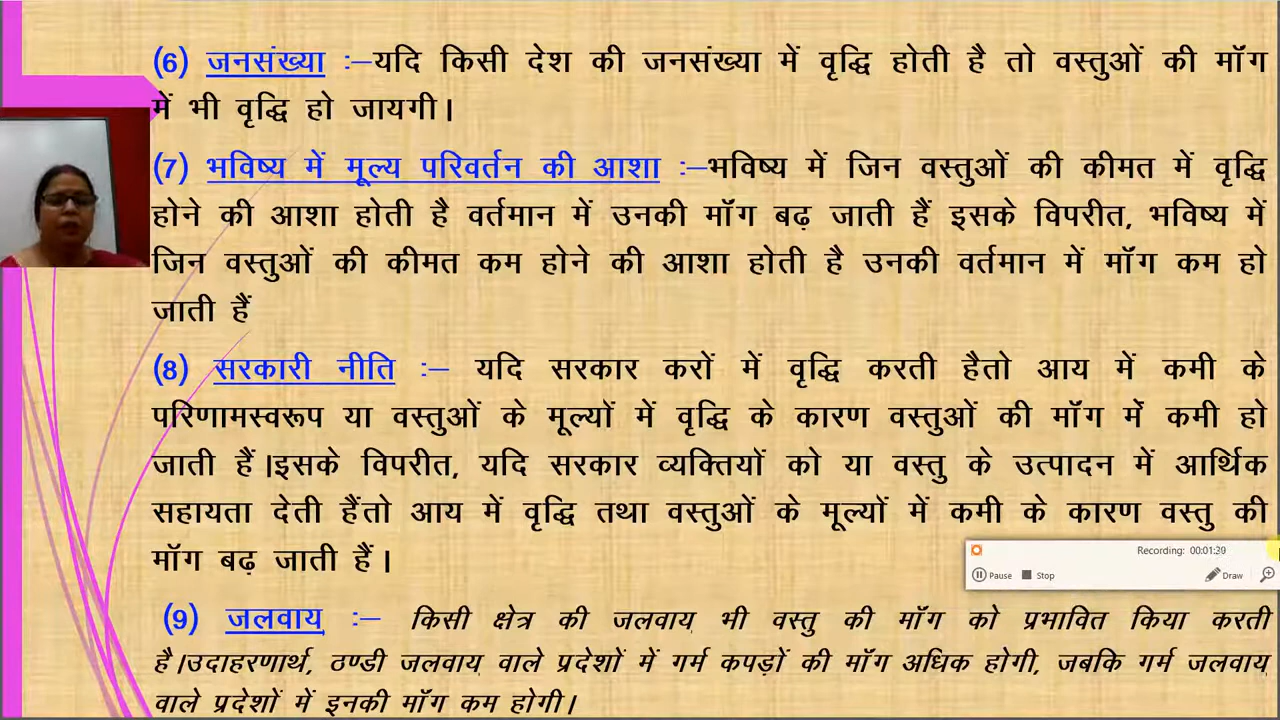 (6) जनसंख्या :–यदि किसी देश की जनसंख्या में वृद्धि होती है तो वस्तुओं की मॉंग
में भी वृद्धि हो जायगी।
(7) भविष्य में मूल्य परिवर्तन की आशा :–भविष्य में जिन वस्तुओं की कीमत में वृद्धि
होने की आशा होती है वर्तमान में उनकी मॉंग बढ़ जाती हैं इसके विपरीत, भविष्य में
जिन वस्तुओं की कीमत कम होने की आशा होती है उनकी वर्तमान में मॉंग कम हो
जाती हैं
(8) सरकारी नीति :– यदि सरकार करों में वृद्धि करती हैतो आय में कमी के
परिणामस्वरूप या वस्तुओं के मूल्यों में वृद्धि के कारण वस्तुओं की मॉंग में कमी हो
जाती हैं।इसके विपरीत, यदि सरकार व्यक्तियों को या वस्तु के उत्पादन में आर्थिक
सहायता देती हैंतो आय में वृद्धि तथा वस्तुओं के मूल्यों में कमी के कारण वस्तु की
मॉग बढ़ जाती हैं।
Recording: 00:01:39
Pause Stop Draw
(9) जलवायु :– किसी क्षेत्र की जलवायु भी वस्तु की मॉंग को प्रभावित किया करती
है।उदाहरणार्थ, ठण्डी जलवायु वाले प्रदेशों में गर्म कपड़ों की मॉंग अधिक होगी, जबकि गर्म जलवायु
वाले प्रदेशों में इनकी मॉंग कम होगी।